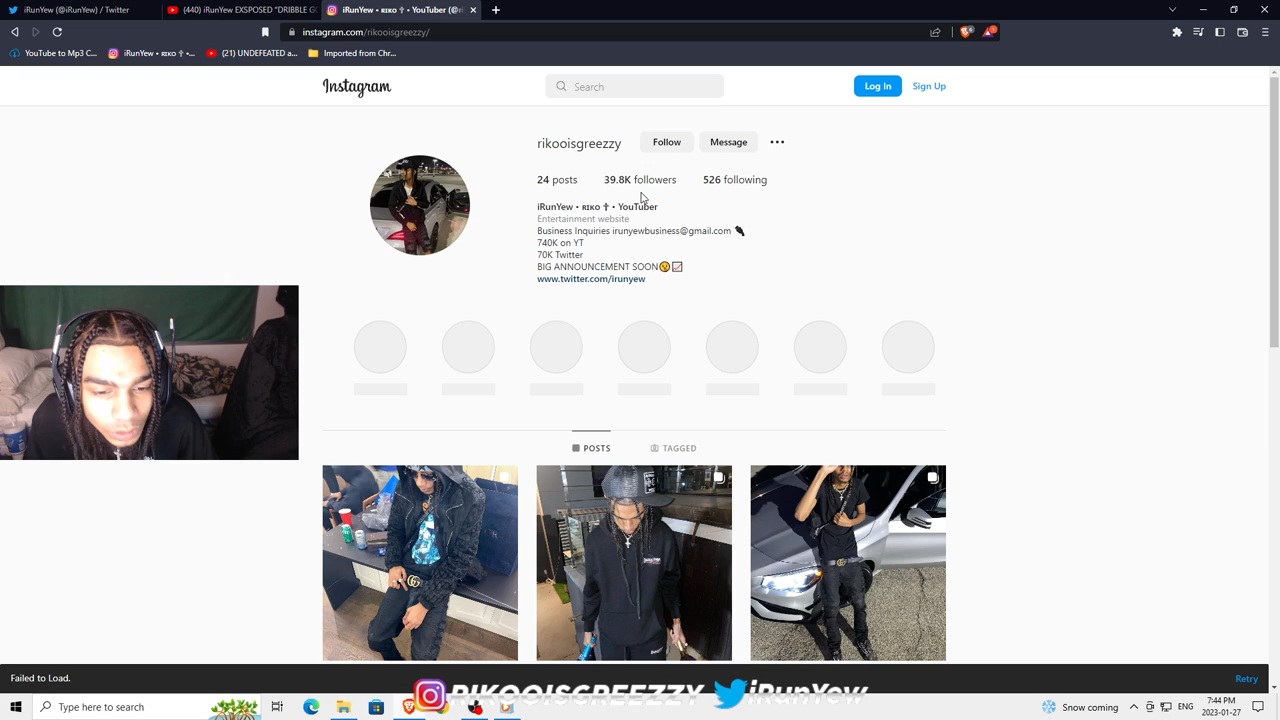 iRunYew (@iRunYew) / Twitter
(440) iRunYew EXPOSED "DRIBBLE GO
iRunYew • ʀɪᴋᴏ ✝ • YouTuber (@ri
instagram.com/rikooisgreezzy/
YouTube to Mp3 C...
iRunYew • ʀɪᴋᴏ ✝ •...
(21) UNDEFEATED a...
Imported from Chr...
Instagram
Search
Log In
Sign Up
rikooisgreezzy
Follow
Message
24 posts
39.8K followers
526 following
iRunYew • ʀɪᴋᴏ ✝ • YouTuber
Entertainment website
Business Inquiries irunyewbusiness@gmail.com
740K on YT
70K Twitter
BIG ANNOUNCEMENT SOON😯📈
www.twitter.com/irunyew
POSTS
TAGGED
Failed to Load.
Retry
RIKOOISGREEZZY
iRunYew
Type here to search
Snow coming
ENG
7:44 PM
2023-01-27